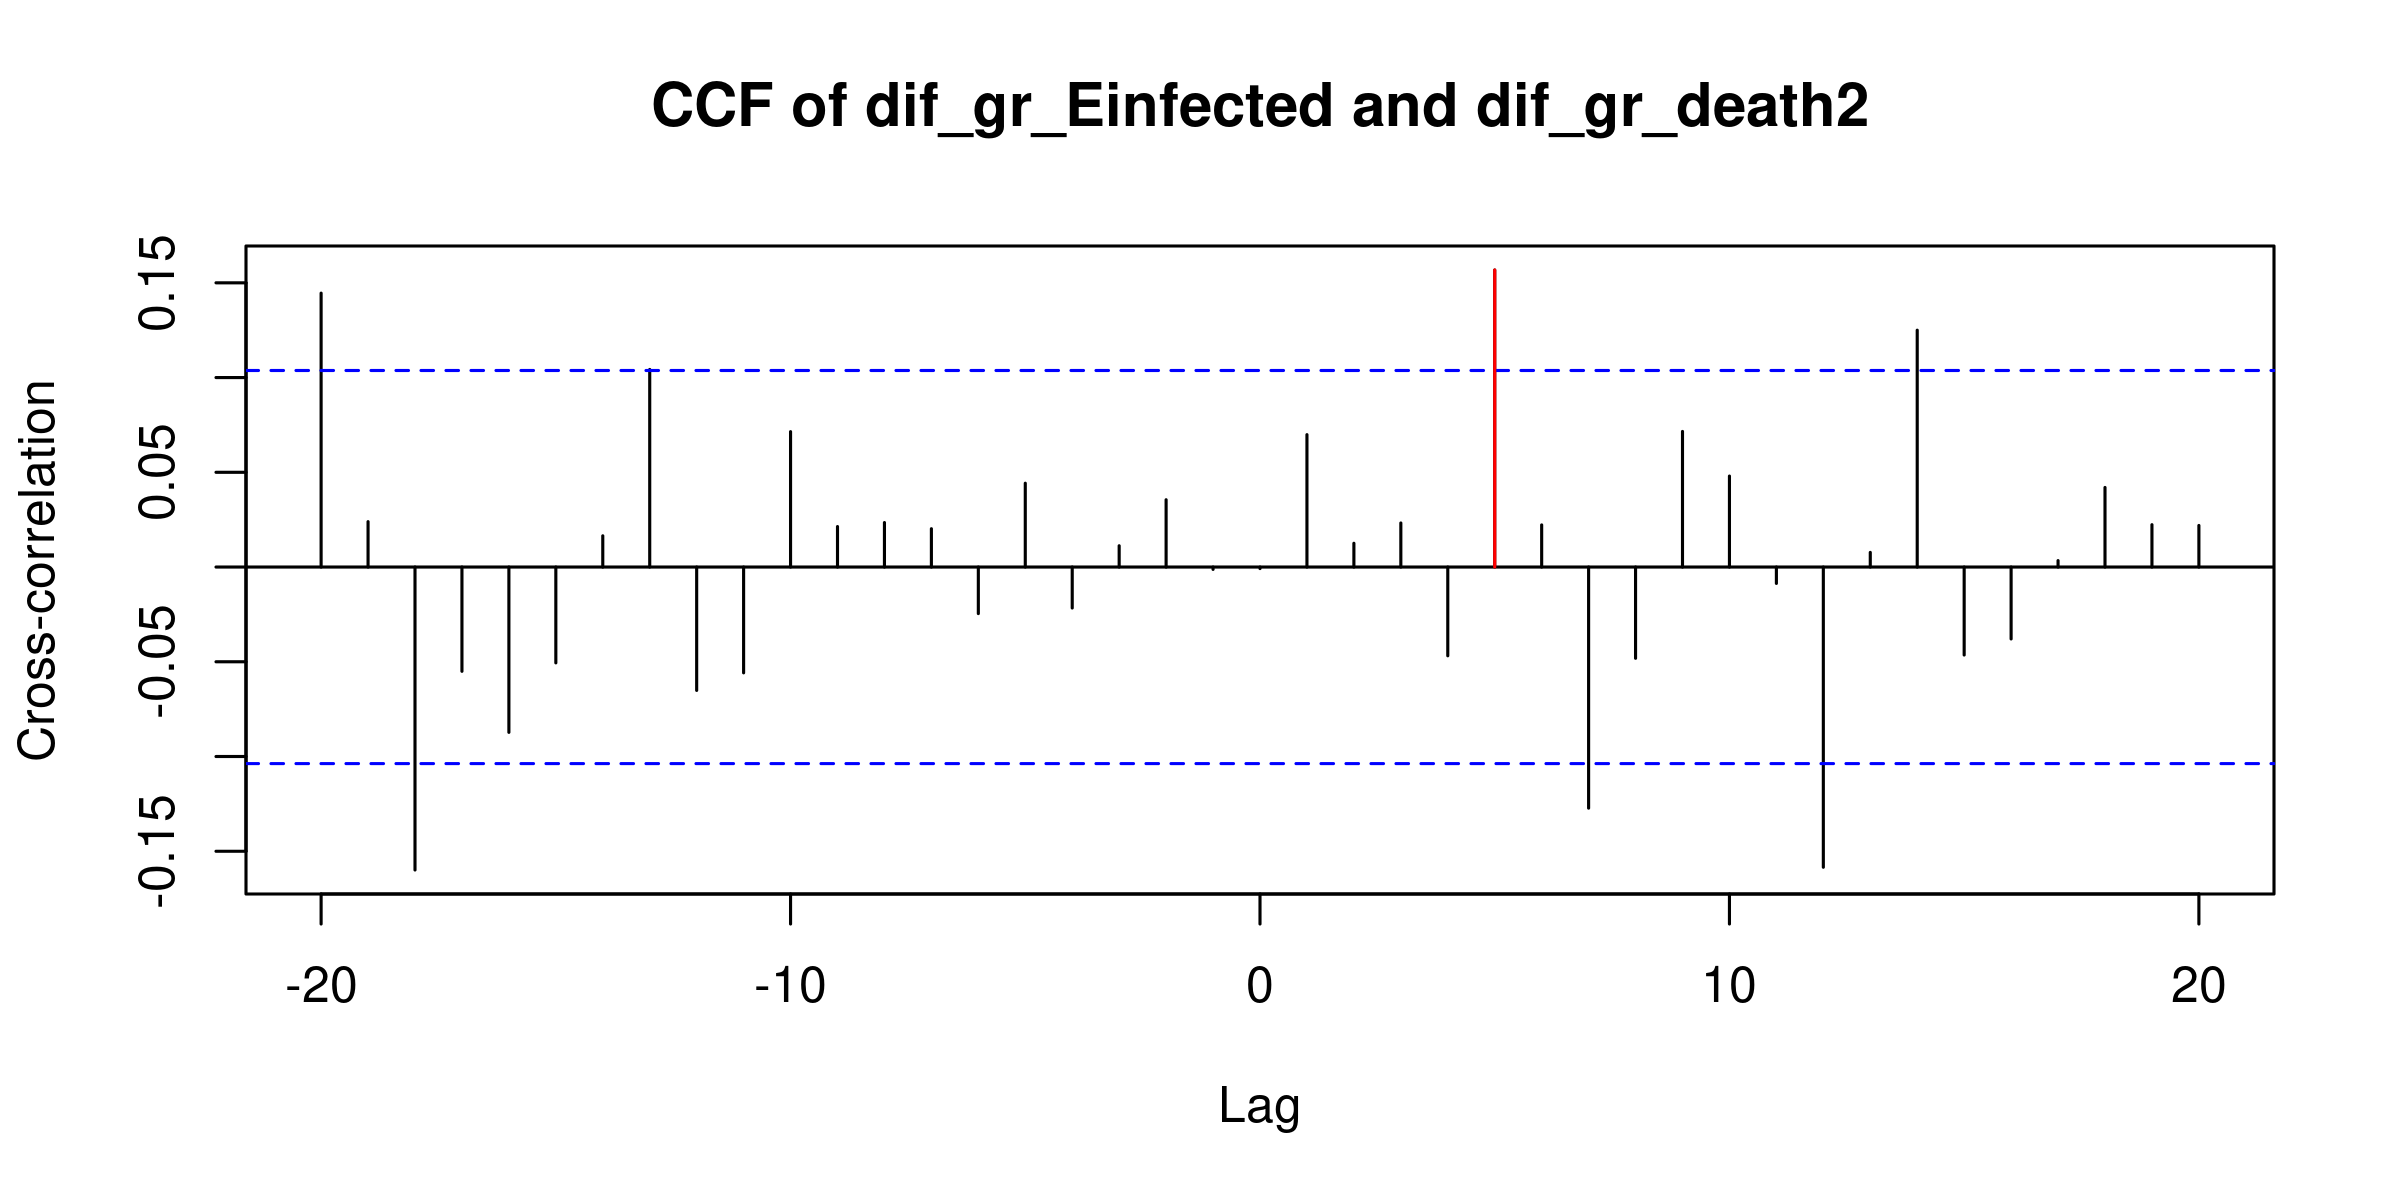 CCF of dif_gr_Einfected and dif_gr_death2
Cross-correlation
0.15
0.05
-0.05
-0.15
-20 -10 0 10 20
Lag